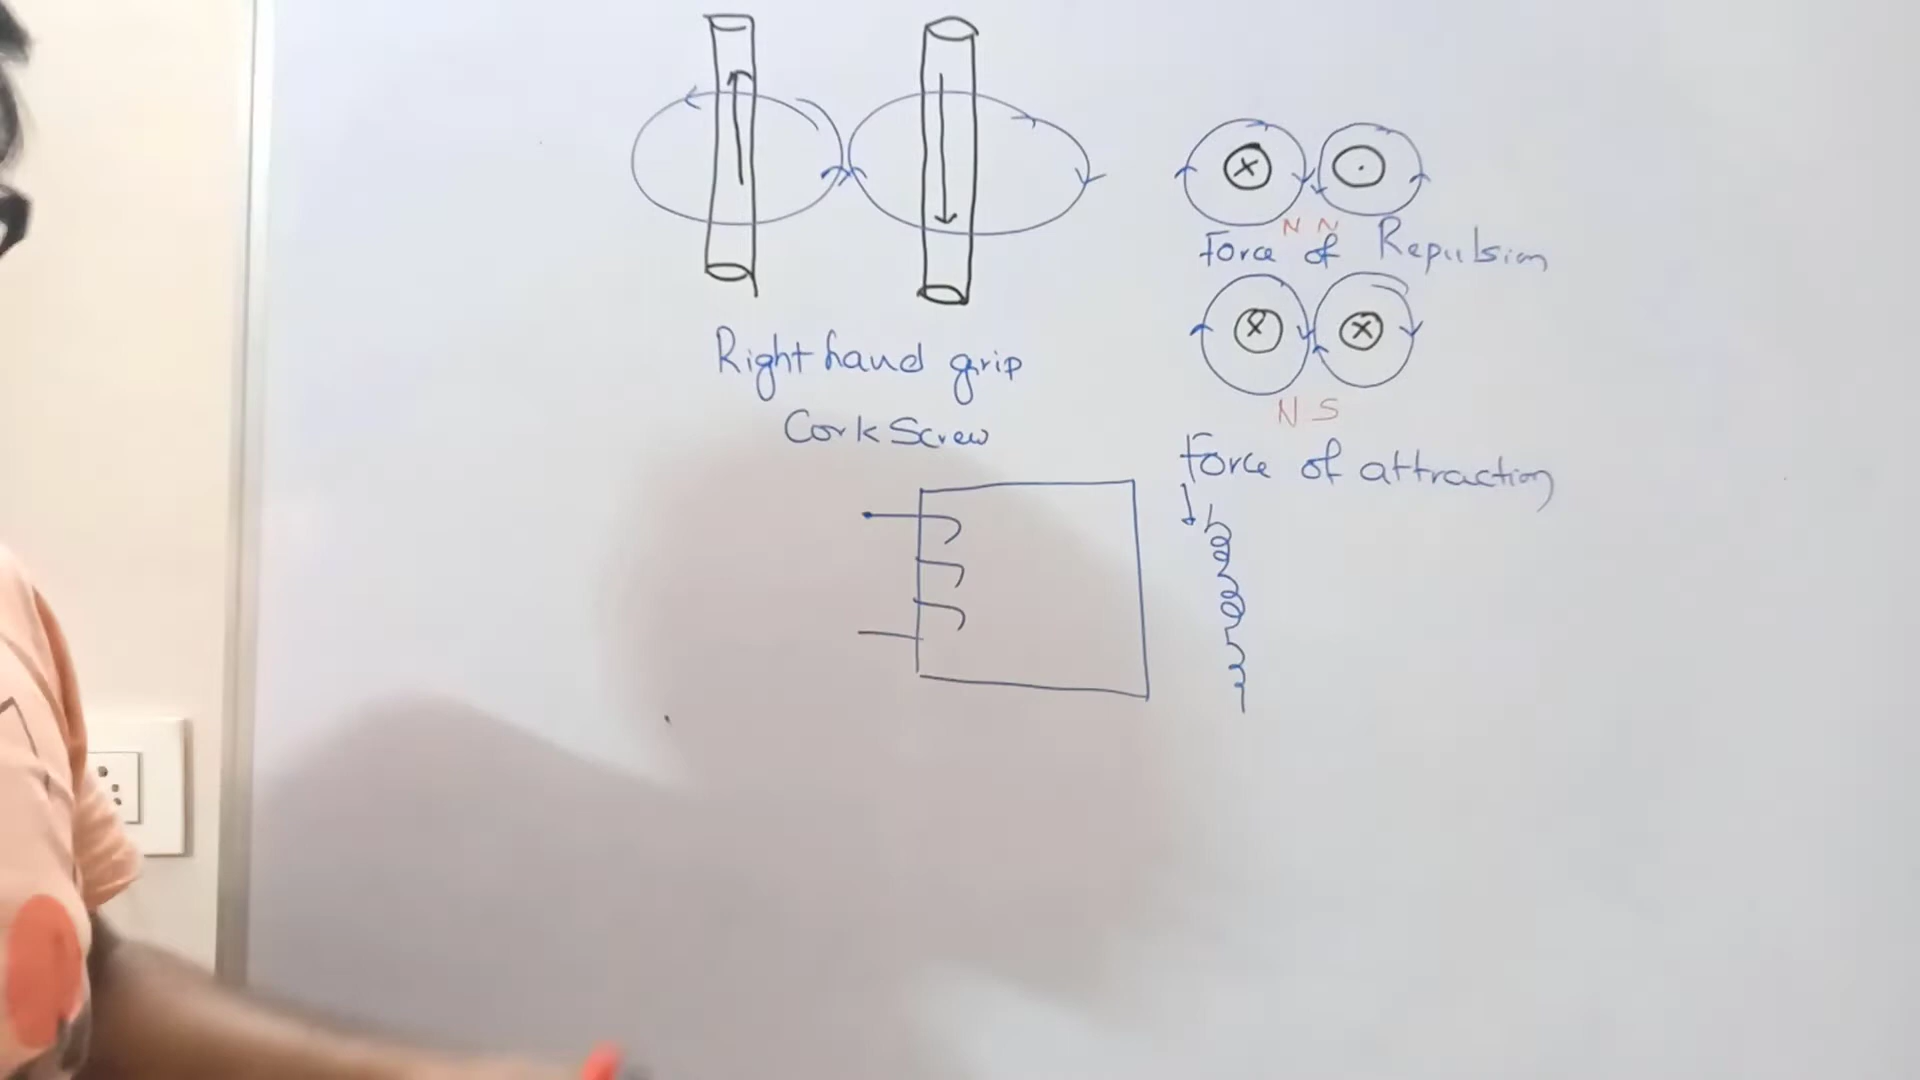 Right hand grip
Cork Screw
N N
Force of Repulsion
N S
Force of attraction